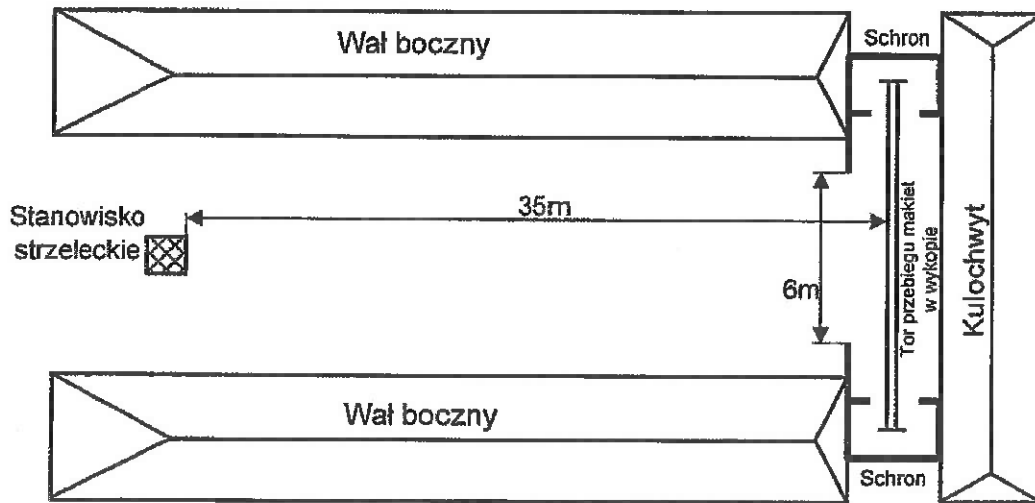 Wał boczny
Schron
35m
Stanowisko
strzeleckie
6m
Tor przebiegu makiet
w wykopie
Kulochwyt
Wał boczny
Schron